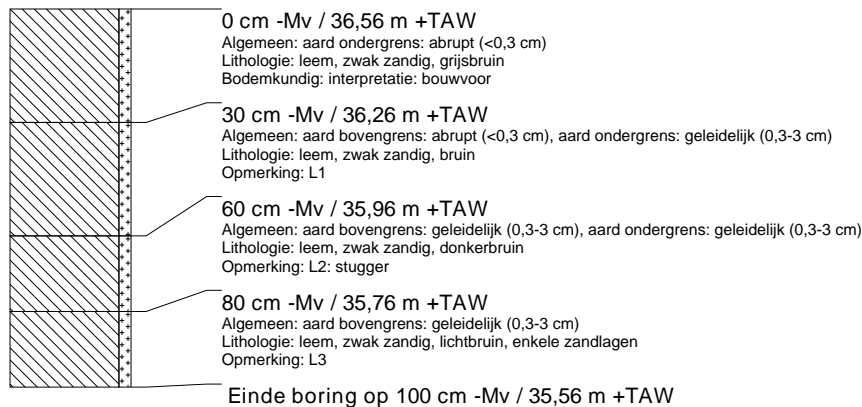 0 cm -Mv / 36,56 m +TAW
Algemeen: aard ondergrens: abrupt (<0,3 cm)
Lithologie: leem, zwak zandig, grijsbruin
Bodemkundig: interpretatie: bouwvoor
30 cm -Mv / 36,26 m +TAW
Algemeen: aard bovengrens: abrupt (<0,3 cm), aard ondergrens: geleidelijk (0,3-3 cm)
Lithologie: leem, zwak zandig, bruin
Opmerking: L1
60 cm -Mv / 35,96 m +TAW
Algemeen: aard bovengrens: geleidelijk (0,3-3 cm), aard ondergrens: geleidelijk (0,3-3 cm)
Lithologie: leem, zwak zandig, donkerbruin
Opmerking: L2: stugger
80 cm -Mv / 35,76 m +TAW
Algemeen: aard bovengrens: geleidelijk (0,3-3 cm)
Lithologie: leem, zwak zandig, lichtbruin, enkele zandlagen
Opmerking: L3
Einde boring op 100 cm -Mv / 35,56 m +TAW